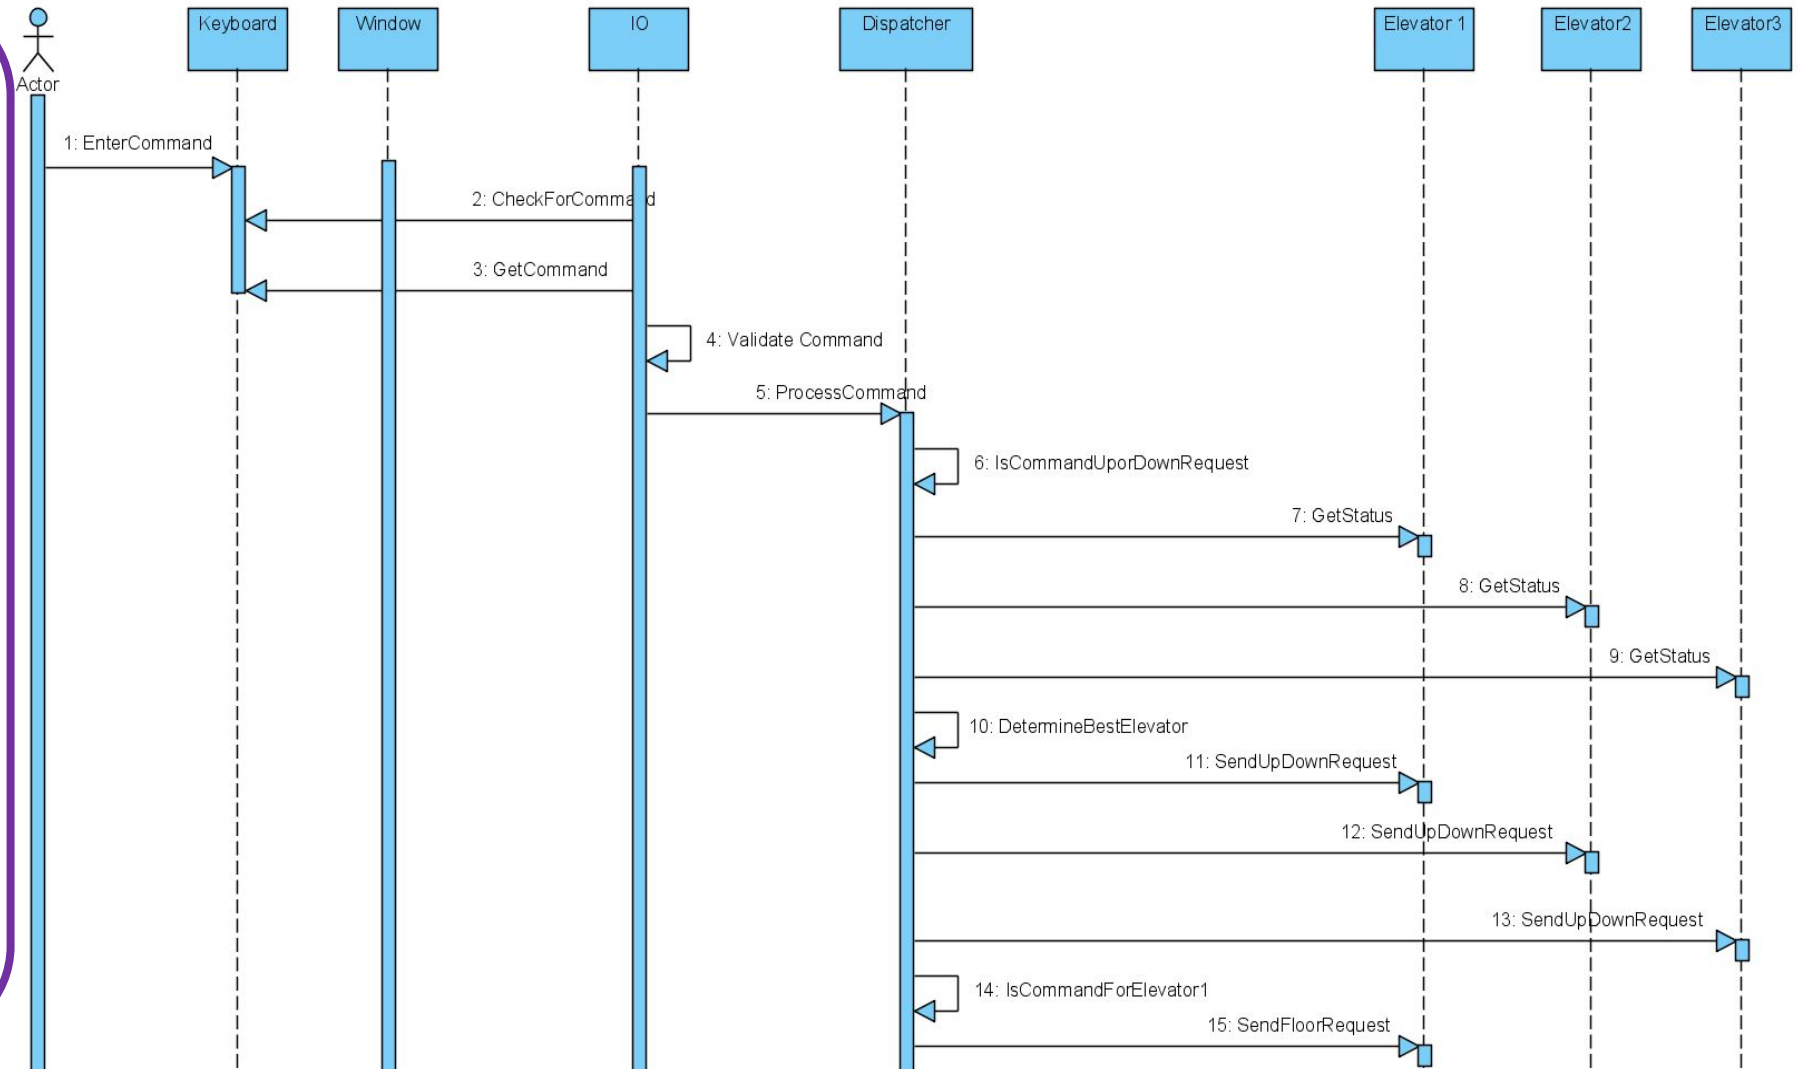 Keyboard
Window
IO
Dispatcher
Elevator 1
Elevator2
Elevator3
Actor
1: EnterCommand
2: CheckForCommand
3: GetCommand
4: Validate Command
5: ProcessCommand
6: IsCommandUporDownRequest
7: GetStatus
8: GetStatus
9: GetStatus
10: DetermineBestElevator
11: SendUpDownRequest
12: SendUpDownRequest
13: SendUpDownRequest
14: IsCommandForElevator1
15: SendFloorRequest